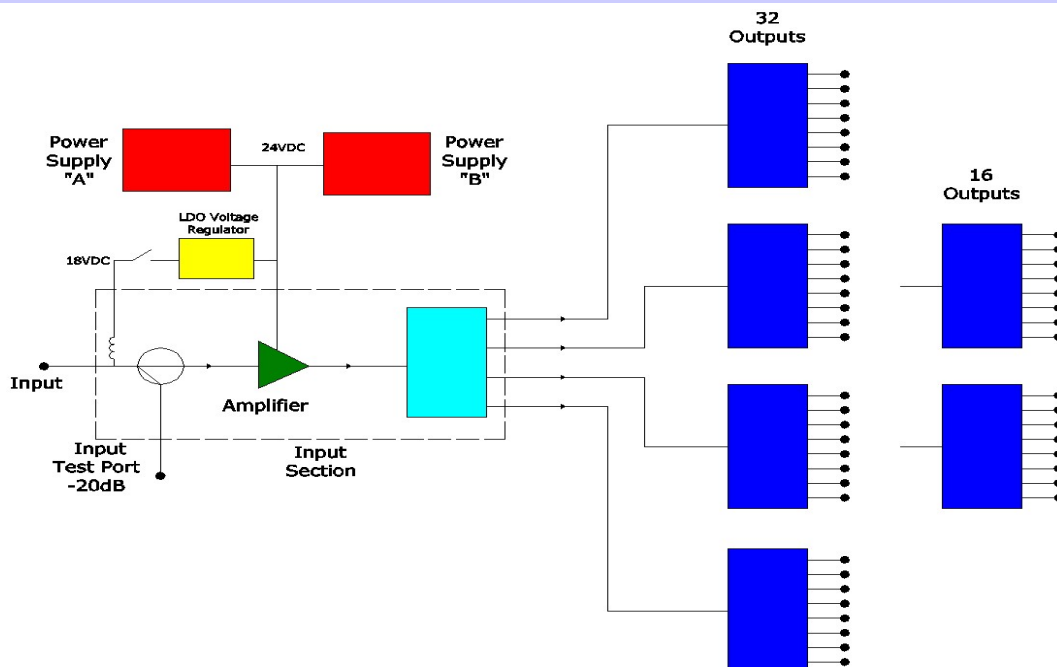 32
Outputs
Power
Supply
"A"
24VDC
Power
Supply
"B"
16
Outputs
LDO Voltage
Regulator
18VDC
Input
Amplifier
Input
Test Port
-20dB
Input
Section